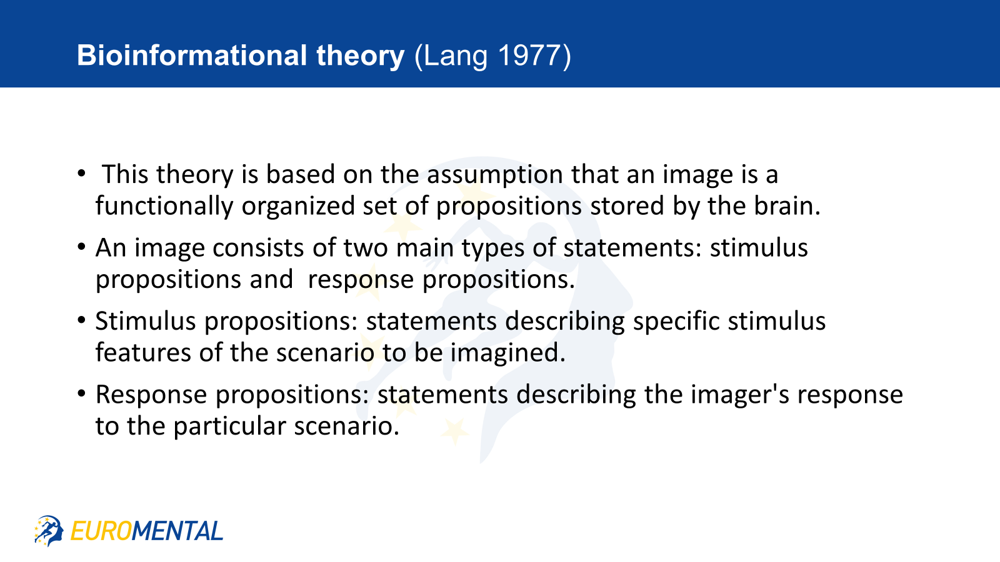 Bioinformational theory (Lang 1977)
• This theory is based on the assumption that an image is a
functionally organized set of propositions stored by the brain.
• An image consists of two main types of statements: stimulus
propositions and  response propositions.
• Stimulus propositions: statements describing specific stimulus
features of the scenario to be imagined.
• Response propositions: statements describing the imager's response
to the particular scenario.
EUROMENTAL